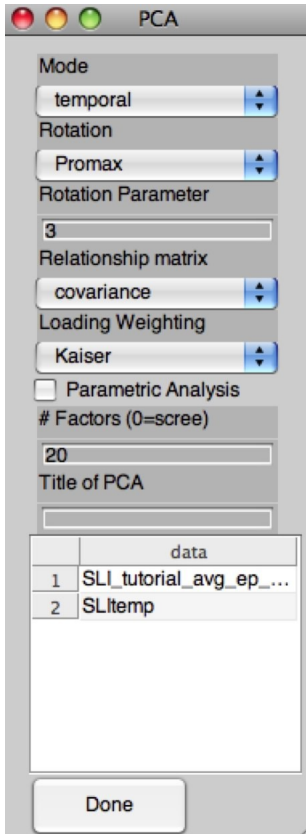 PCA
Mode
temporal
Rotation
Promax
Rotation Parameter
3
Relationship matrix
covariance
Loading Weighting
Kaiser
Parametric Analysis
# Factors (0=scree)
20
Title of PCA
data
1 SLI_tutorial_avg_ep_...
2 SLItemp
Done